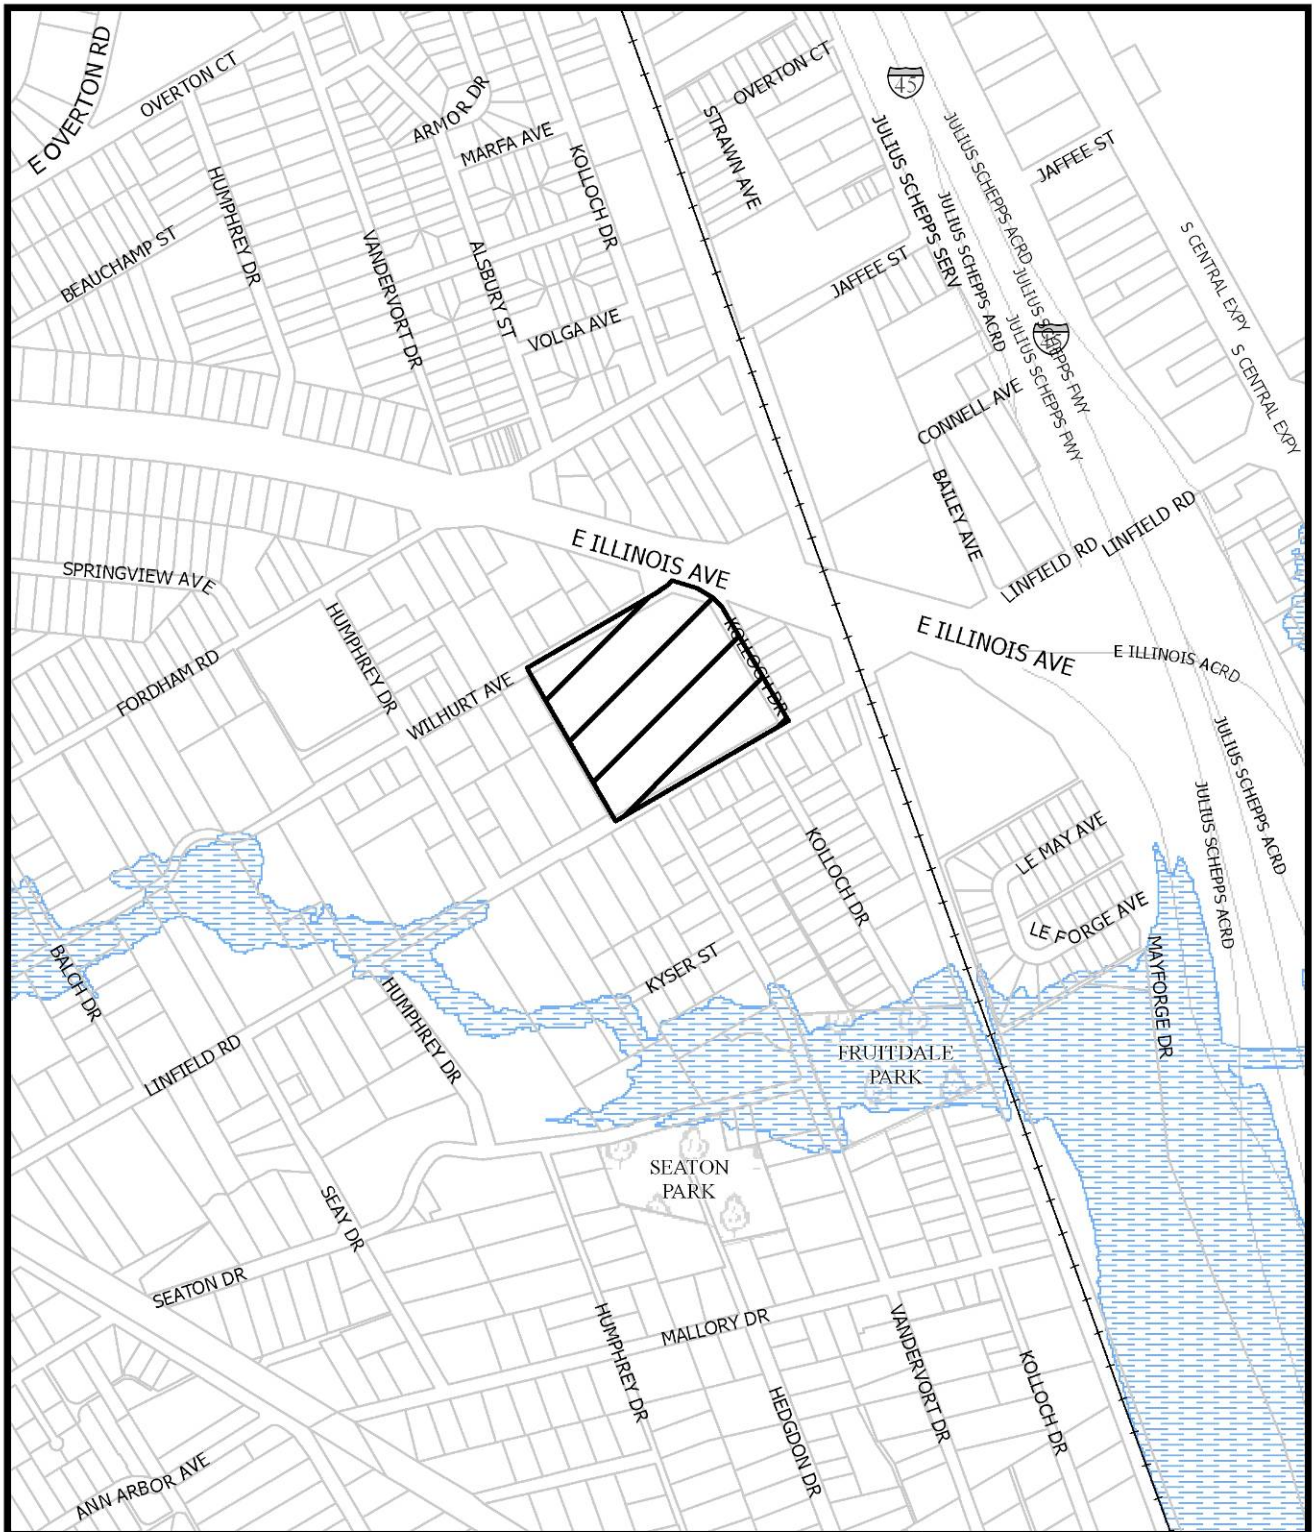 E OVERTON RD
OVERTON CT
ARMOR DR
MARFA AVE
OVERTON CT
45
STRAWN AVE
JULIUS SCHEPPS SERV
JULIUS SCHEPPS ACRD
JULIUS SCHEPPS ACRD
JAFFEE ST
HUMPHREY DR
KOLLOCH DR
BEAUCHAMP ST
VANDERVORT DR
ALSBURY ST
VOLGA AVE
JAFFEE ST
JULIUS SCHEPPS FWY
JULIUS SCHEPPS FWY
S CENTRAL EXPY
S CENTRAL EXPY
CONNELL AVE
BAILEY AVE
LINFIELD RD
LINFIELD RD
E ILLINOIS AVE
SPRINGVIEW AVE
HUMPHREY DR
KOLLOCH DR
E ILLINOIS AVE
E ILLINOIS ACRD
FORDHAM RD
WILHURT AVE
JULIUS SCHEPPS ACRD
JULIUS SCHEPPS ACRD
LE MAY AVE
KOLLOCH DR
LE FORGE AVE
BALCH DR
KYSER ST
MAYFORGE DR
HUMPHREY DR
LINFIELD RD
FRUITDALE
PARK
SEATON
PARK
SEAY DR
SEATON DR
HUMPHREY DR
MALLORY DR
VANDERVORT DR
KOLLOCH DR
HEDGDON DR
ANN ARBOR AVE